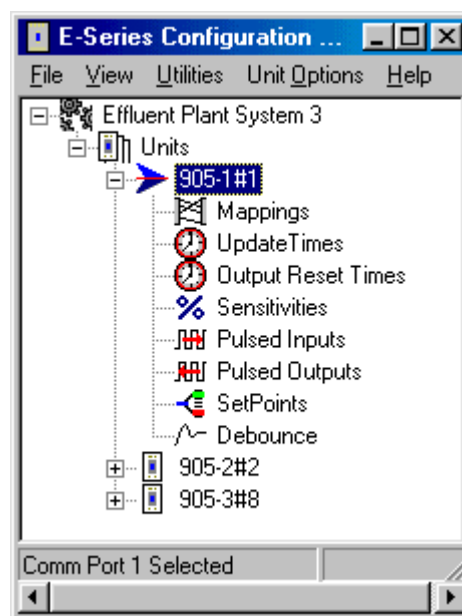 E-Series Configuration ...
File View Utilities Unit Options Help
Effluent Plant System 3
Units
905-1#1
Mappings
UpdateTimes
Output Reset Times
Sensitivities
Pulsed Inputs
Pulsed Outputs
SetPoints
Debounce
905-2#2
905-3#8
Comm Port 1 Selected